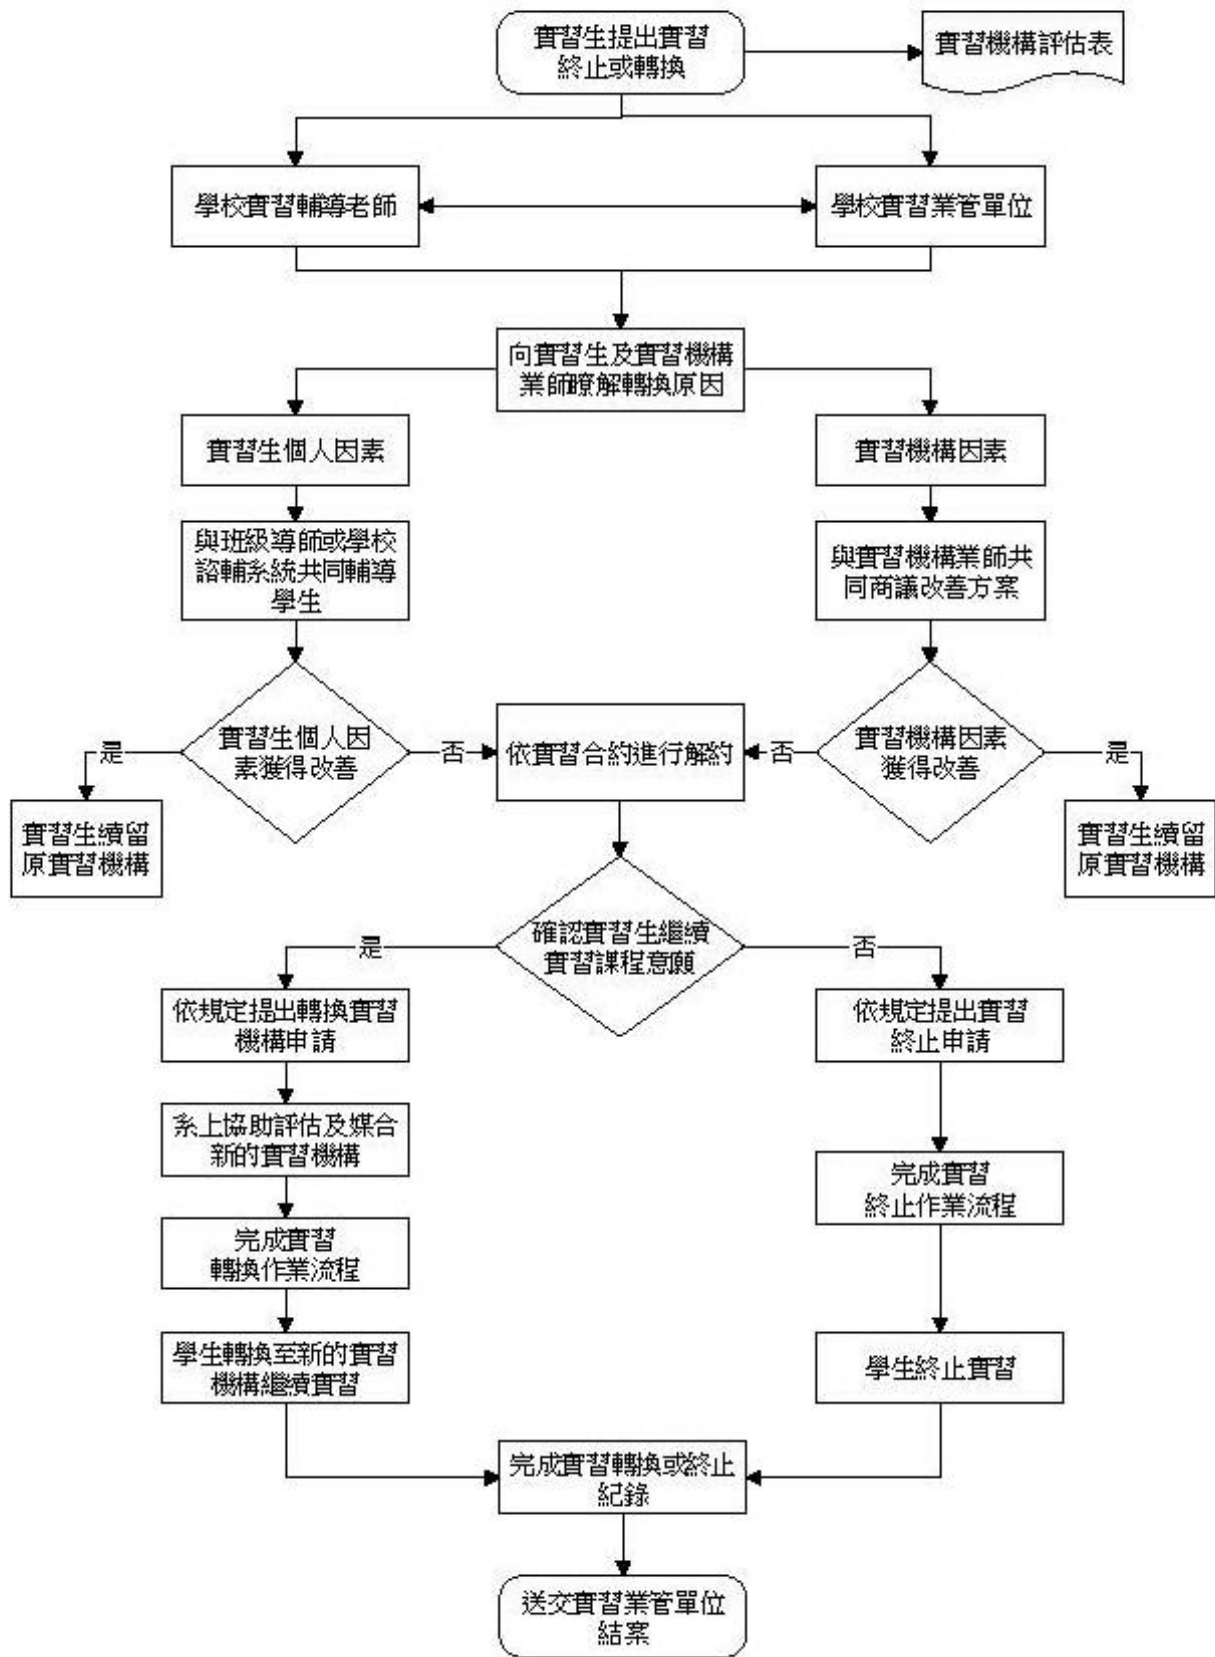 實習生提出實習
終止或轉換
實習機構評估表
學校實習輔導老師
學校實習業管單位
向實習生及實習機構
業師瞭解轉換原因
實習生個人因素
實習機構因素
與班級導師或學校
諮輔系統共同輔導
學生
與實習機構業師共
同商議改善方案
實習生個人因
素獲得改善
是
否
依實習合約進行解約
否
實習機構因素
獲得改善
是
實習生續留
原實習機構
實習生續留
原實習機構
確認實習生繼續
實習課程意願
是
否
依規定提出轉換實習
機構申請
依規定提出實習
終止申請
系上協助評估及媒合
新的實習機構
完成實習
終止作業流程
完成實習
轉換作業流程
學生轉換至新的實習
機構繼續實習
學生終止實習
完成實習轉換或終止
紀錄
送交實習業管單位
結案